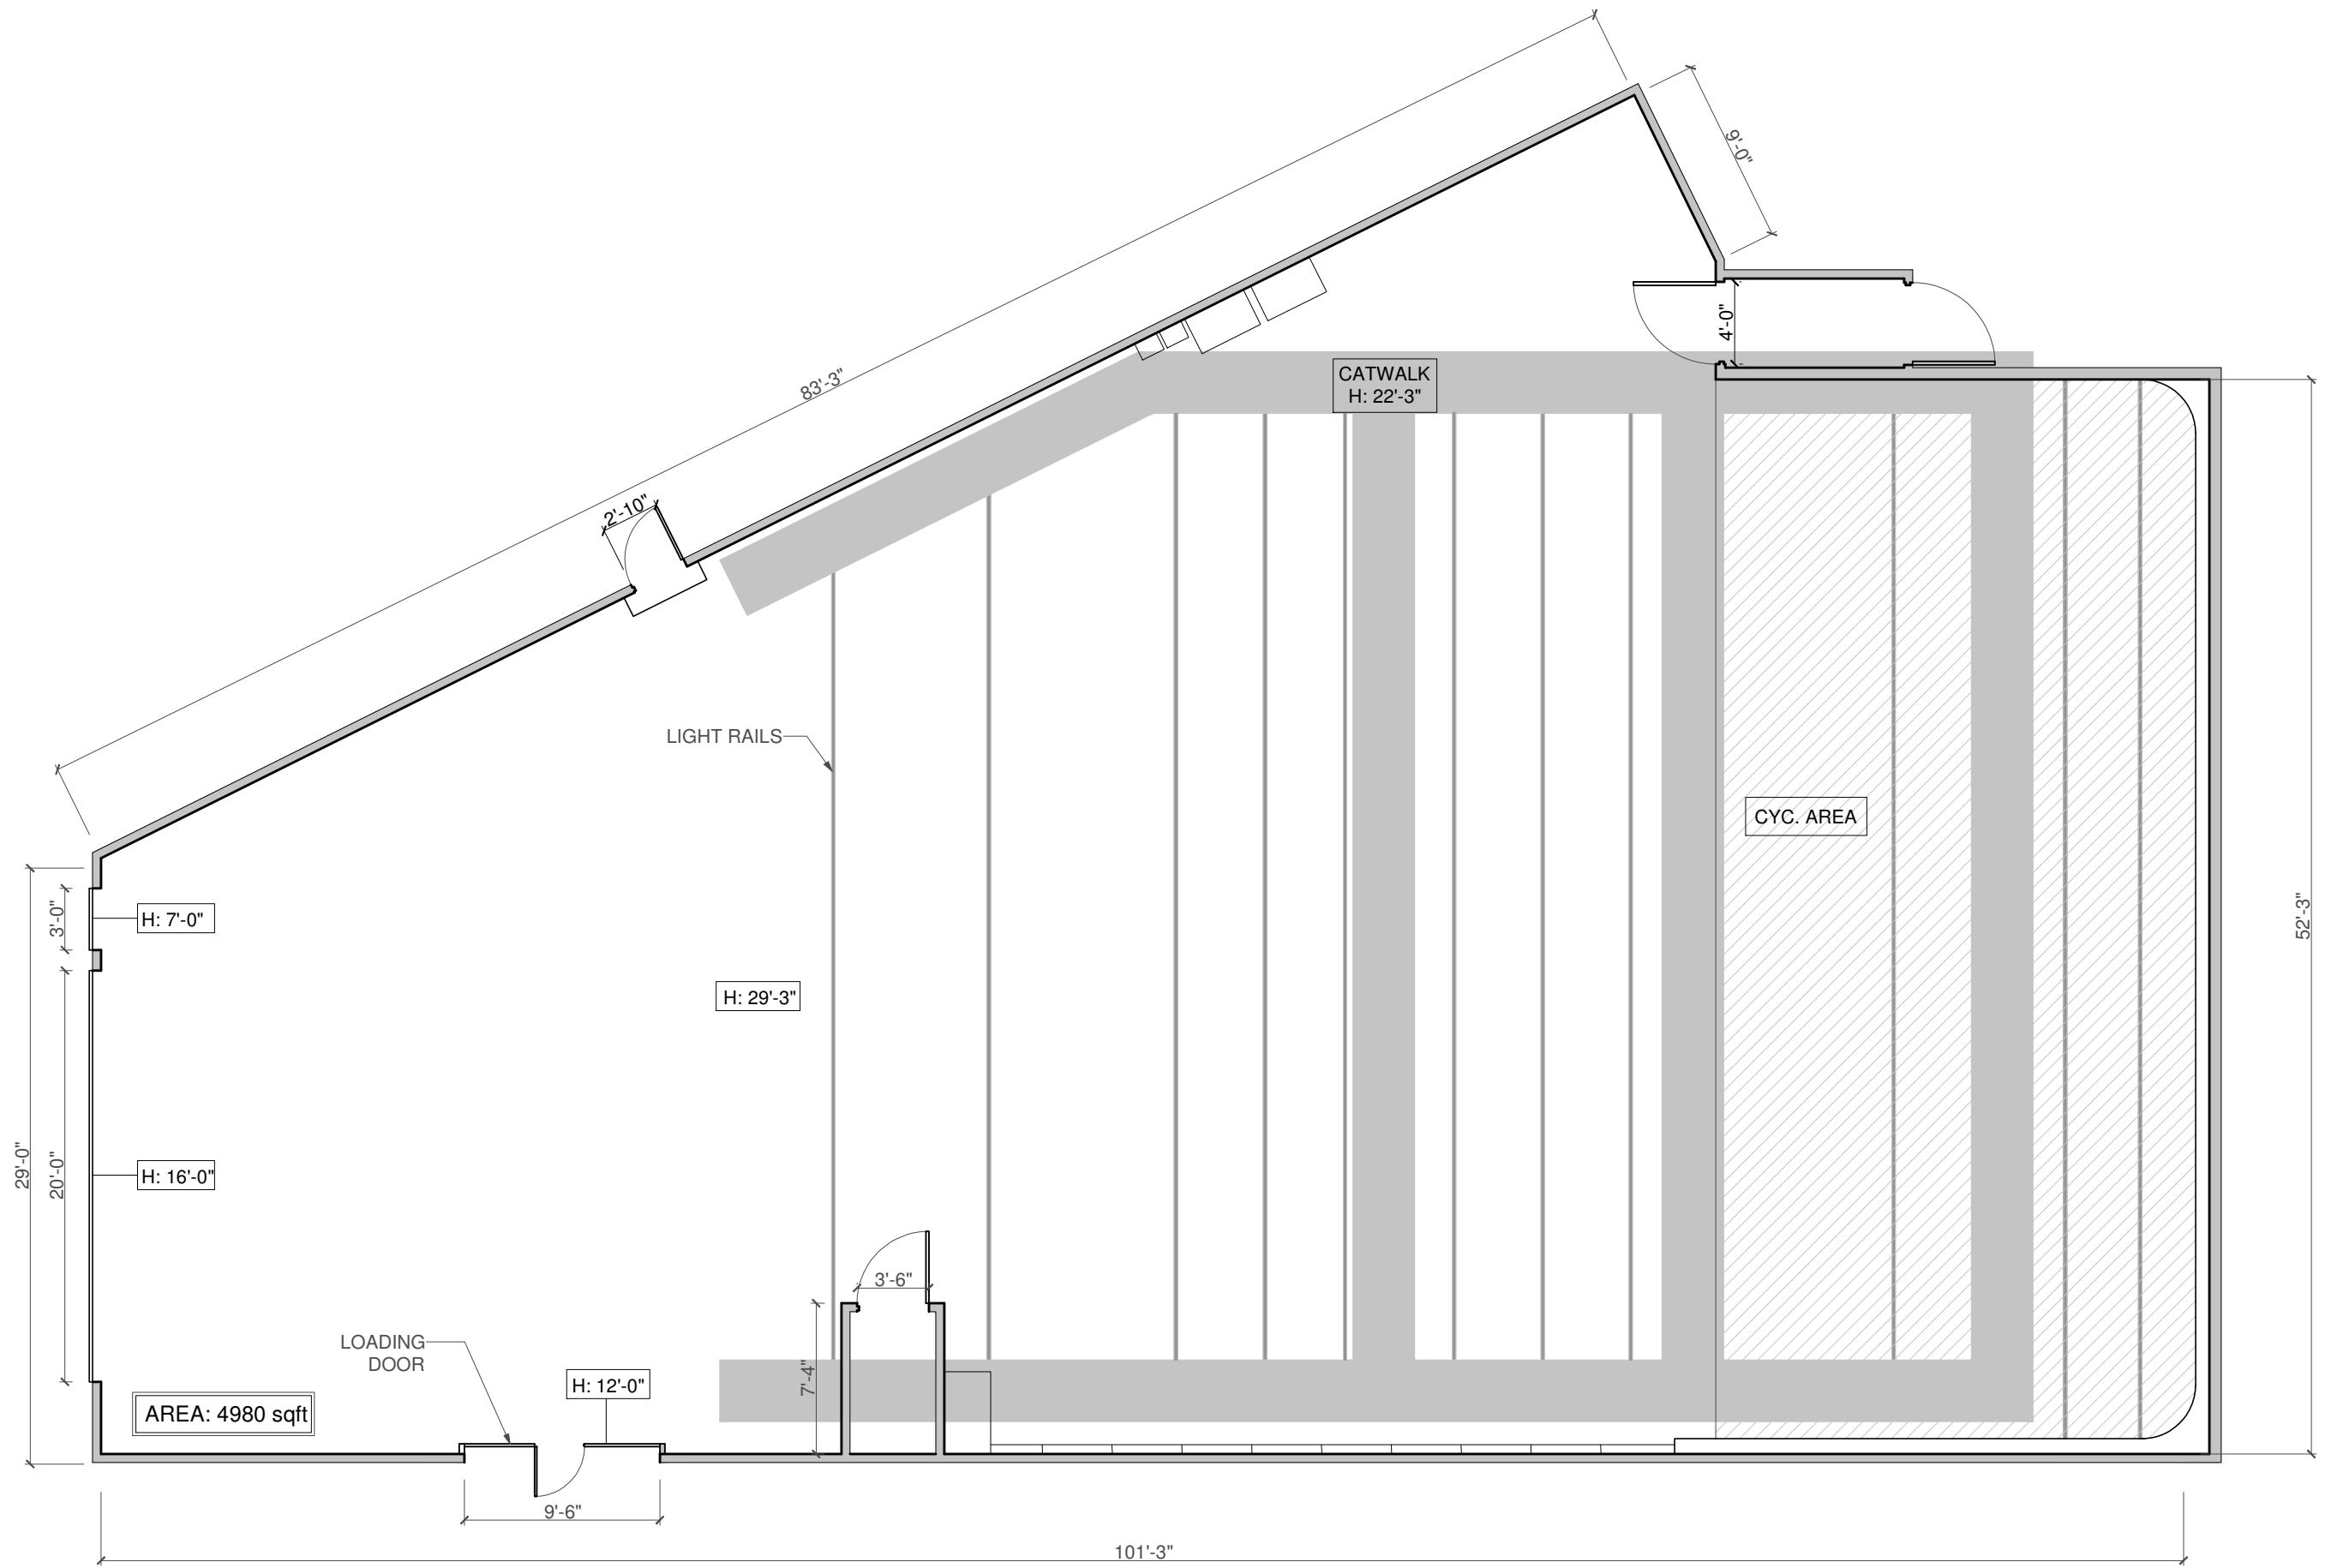 9'-0"
4'-0"
CATWALK
H: 22'-3"
83'-3"
2'-10"
LIGHT RAILS
CYC. AREA
3'-0"
H: 7'-0"
52'-3"
H: 29'-3"
29'-0"
20'-0"
H: 16'-0"
3'-6"
LOADING
DOOR
7'-4"
H: 12'-0"
AREA: 4980 sqft
9'-6"
101'-3"